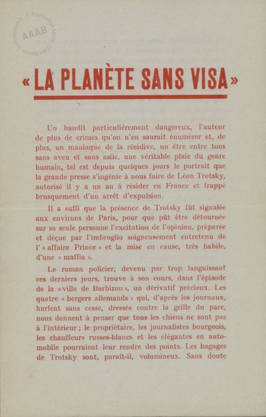 AAAB
« LA PLANÈTE SANS VISA »
Un bandit particulièrement dangereux, l'auteur
de plus de crimes qu'on n'en saurait énumérer et, de
plus, un maniaque de la récidive, un être entre tous
sans aveu et sans asile, une véritable plaie du genre
humain, tel est depuis quelques jours le portrait que
la grande presse s'ingénie à nous faire de Léon Trotsky,
autorisé il y a un an à résider en France et frappé
brusquement d'un arrêt d'expulsion.
Il a suffi que la présence de Trotsky fût signalée
aux environs de Paris, pour que pût être détournée
sur sa seule personne l'excitation de l'opinion, préparée et
déçue par l'imbroglio soigneusement entretenu de
l'« affaire Prince » et la mise en cause, très habile,
d'une « maffia ».
Le roman policier, devenu par trop languissant
ces derniers jours, trouve à son cours, dans l'épisode
de la « villa de Barbizon », un dérivatif précieux. Les
quatre « bergers allemands » qui, d'après les journaux,
hurlent sans cesse, dressés contre la grille du parc,
nous donnent à penser que tous les chiens ne sont pas
à l'intérieur ; le propriétaire, les journalistes bourgeois,
les chauffeurs russes-blancs et les élégantes en auto-
mobile pourraient leur rendre des points. Les bagages
de Trotsky sont, paraît-il, volumineux. Sans doute